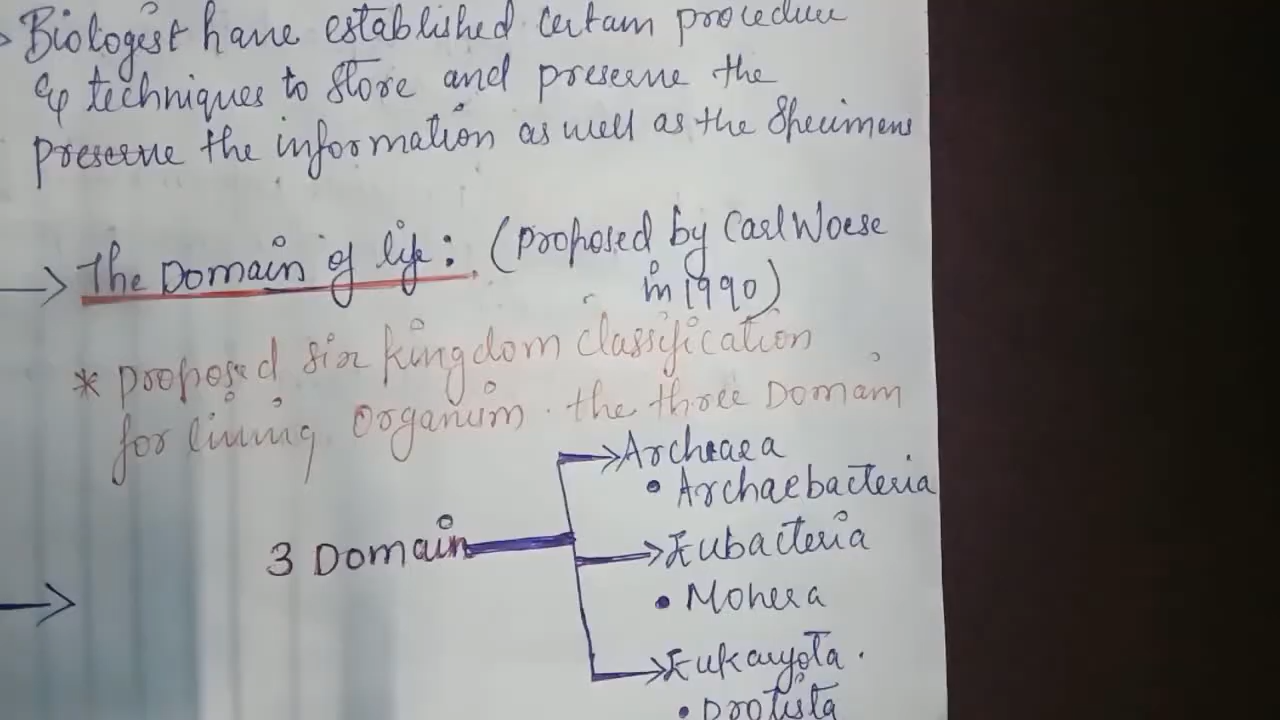 Biologist have established certain procedure
& techniques to store and preserve the
preserve the information as well as the specimens
The Domain of life: (Proposed by Carl Woese
in 1990)
* proposed six kingdom classification
for living organism. the three Domain
Archaea
• Archaebacteria
3 Domain
Eubacteria
• Monera
Eukaryota.
• protista